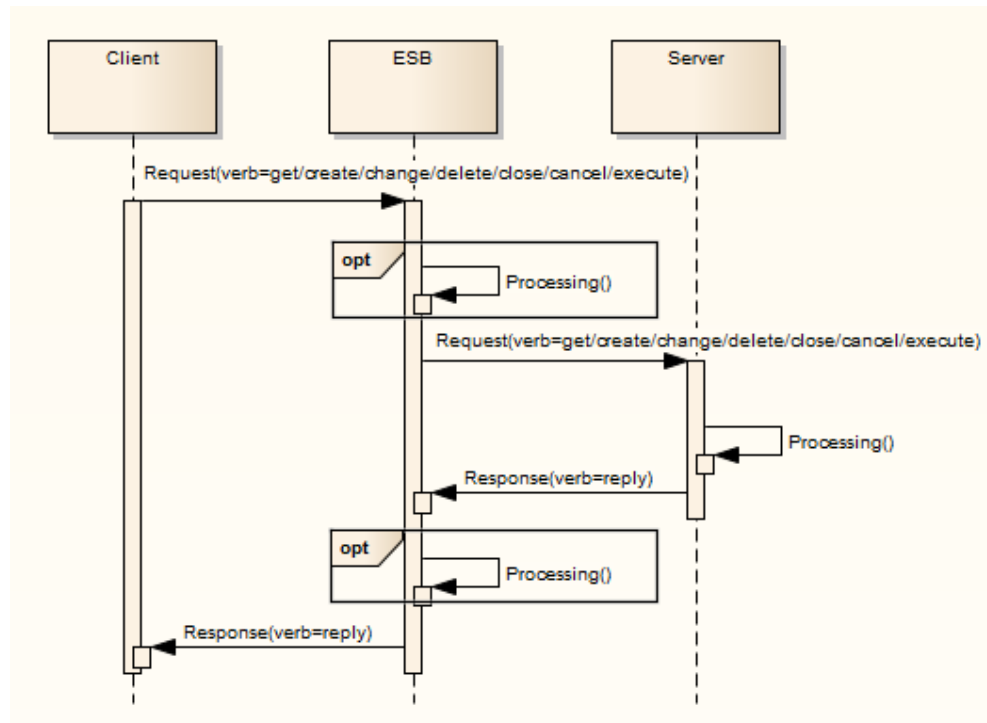 Client
ESB
Server
Request(verb=get/create/change/delete/close/cancel/execute)
opt
Processing()
Request(verb=get/create/change/delete/close/cancel/execute)
Processing()
Response(verb=reply)
opt
Processing()
Response(verb=reply)